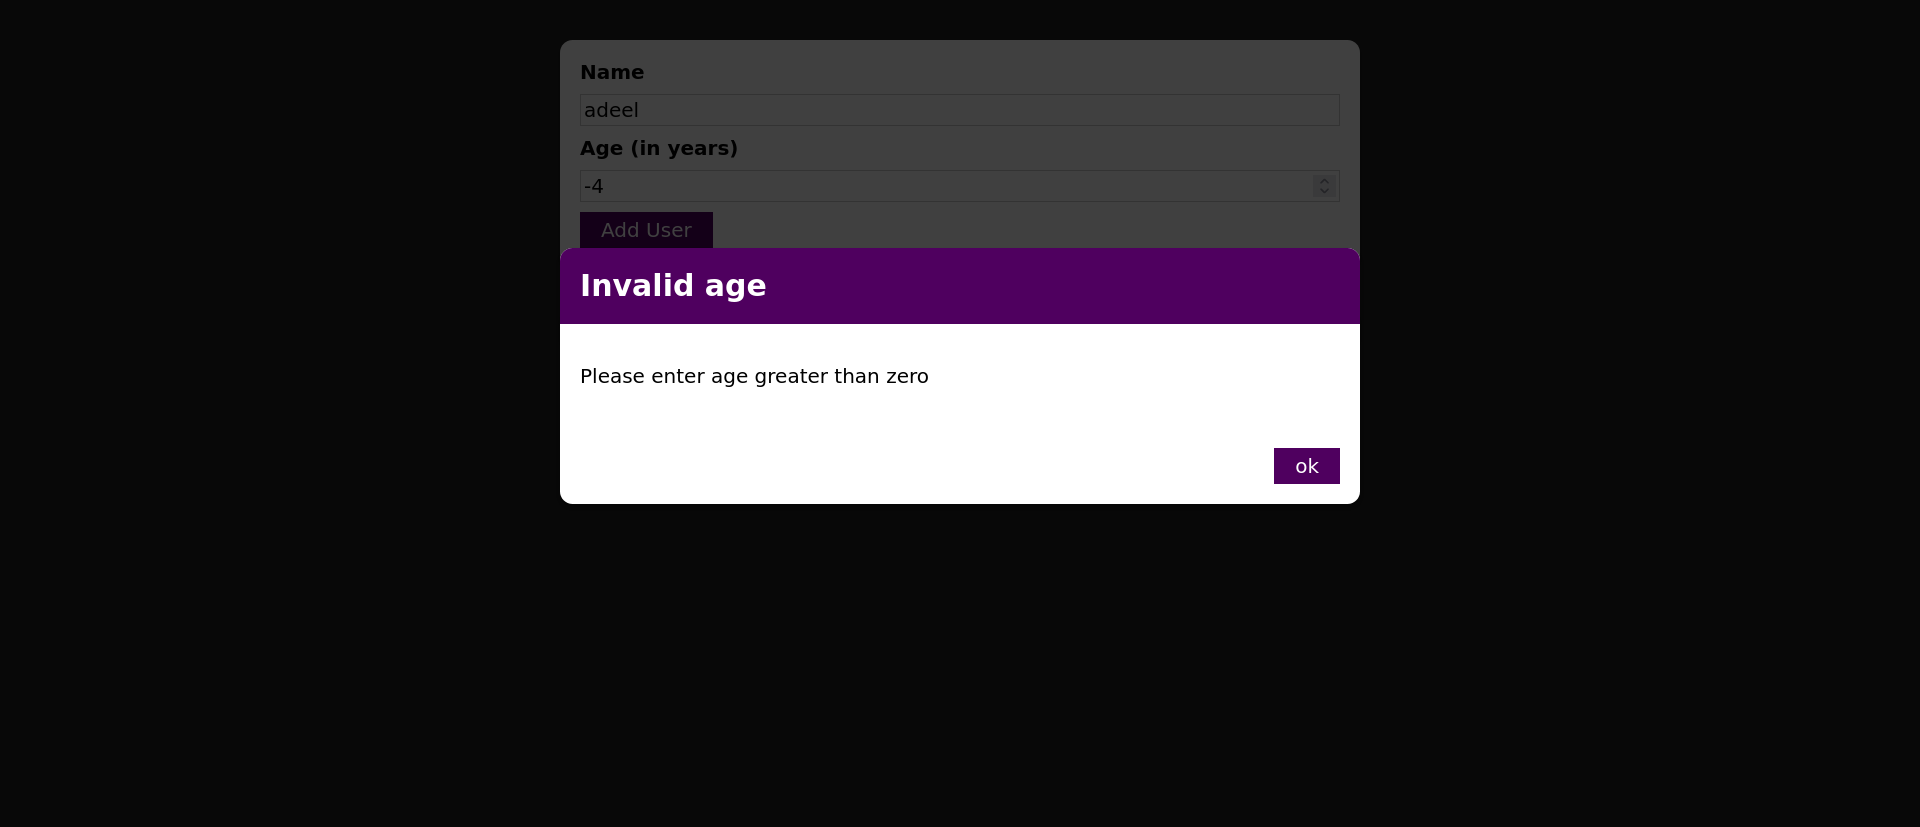 Name
adeel
Age (in years)
-4
Add User
Invalid age
Please enter age greater than zero
ok